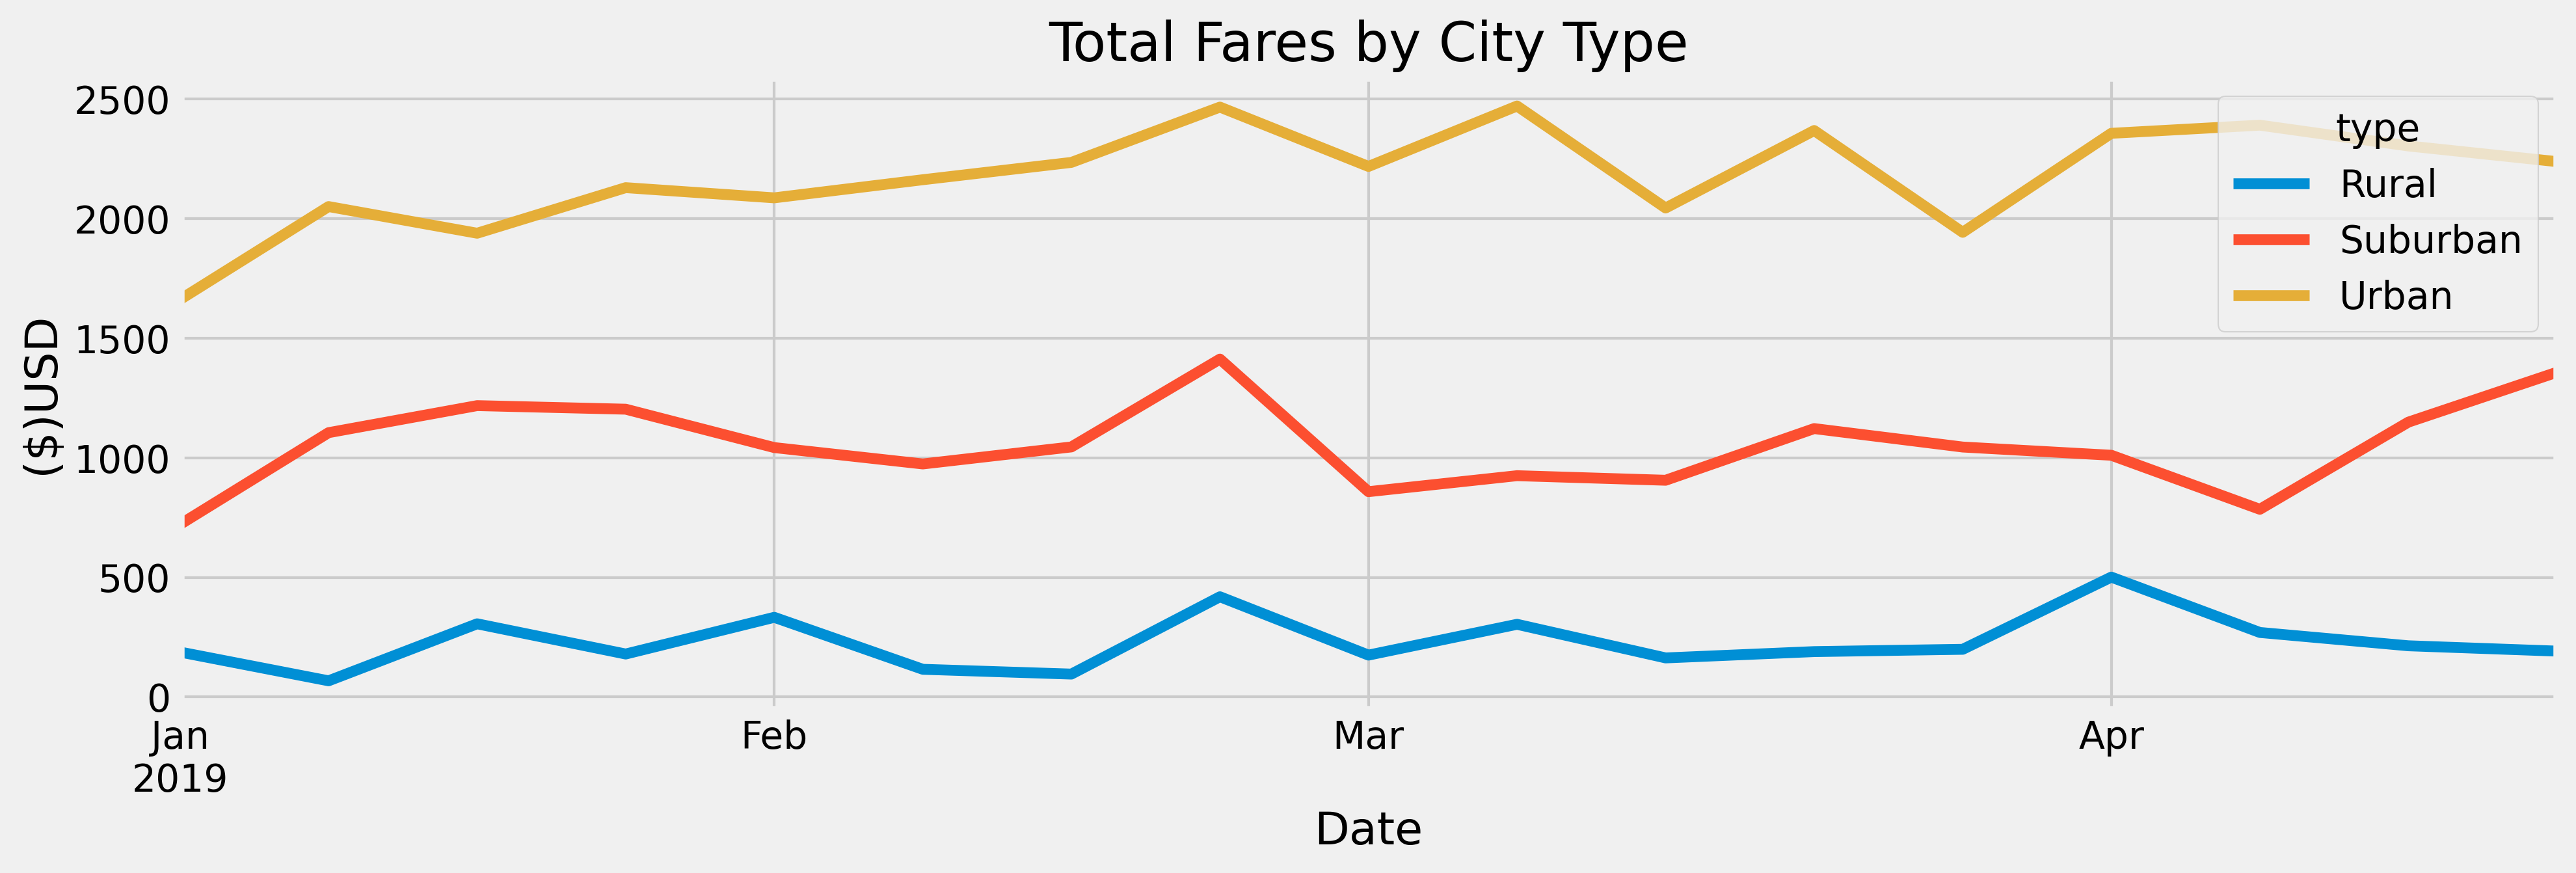 Total Fares by City Type
($)USD
2500
2000
1500
1000
500
0
type
Rural
Suburban
Urban
Jan
2019
Feb
Mar
Apr
Date